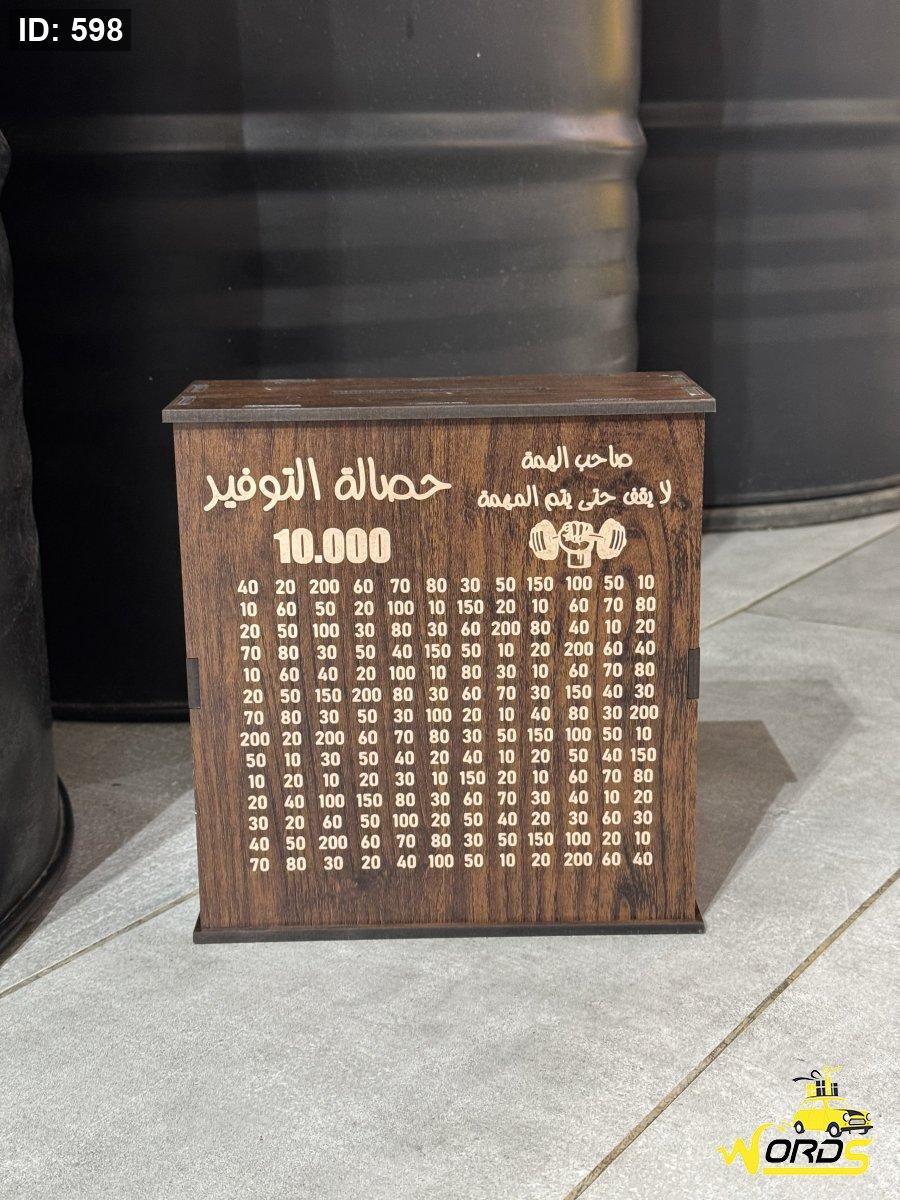 ID: 598
صاحب الهمة
لا يقف حتى يتم المهمة
حصالة التوفير
10.000
40 20 200 60 70 80 30 50 150 100 50 10
10 60 50 20 100 10 150 20 10 60 70 80
20 50 100 30 80 30 60 200 80 40 10 20
70 80 30 50 40 150 50 10 20 200 60 40
10 60 40 20 100 10 80 30 10 60 70 80
20 50 150 200 80 30 60 70 30 150 40 30
70 80 30 50 30 100 20 10 40 80 30 200
200 20 200 60 70 80 30 50 150 100 50 10
50 10 30 50 40 20 40 10 20 50 40 150
10 20 10 20 30 10 150 20 10 60 70 80
20 40 100 150 80 30 60 70 30 40 10 20
30 20 60 50 100 20 50 40 20 30 60 30
40 50 200 60 70 80 30 50 150 100 20 10
70 80 30 20 40 100 50 10 20 200 60 40
WORDS